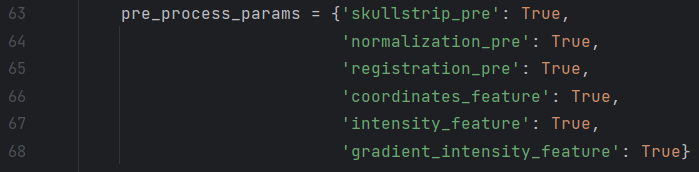 63 pre_process_params = {'skullstrip_pre': True,
64 'normalization_pre': True,
65 'registration_pre': True,
66 'coordinates_feature': True,
67 'intensity_feature': True,
68 'gradient_intensity_feature': True}